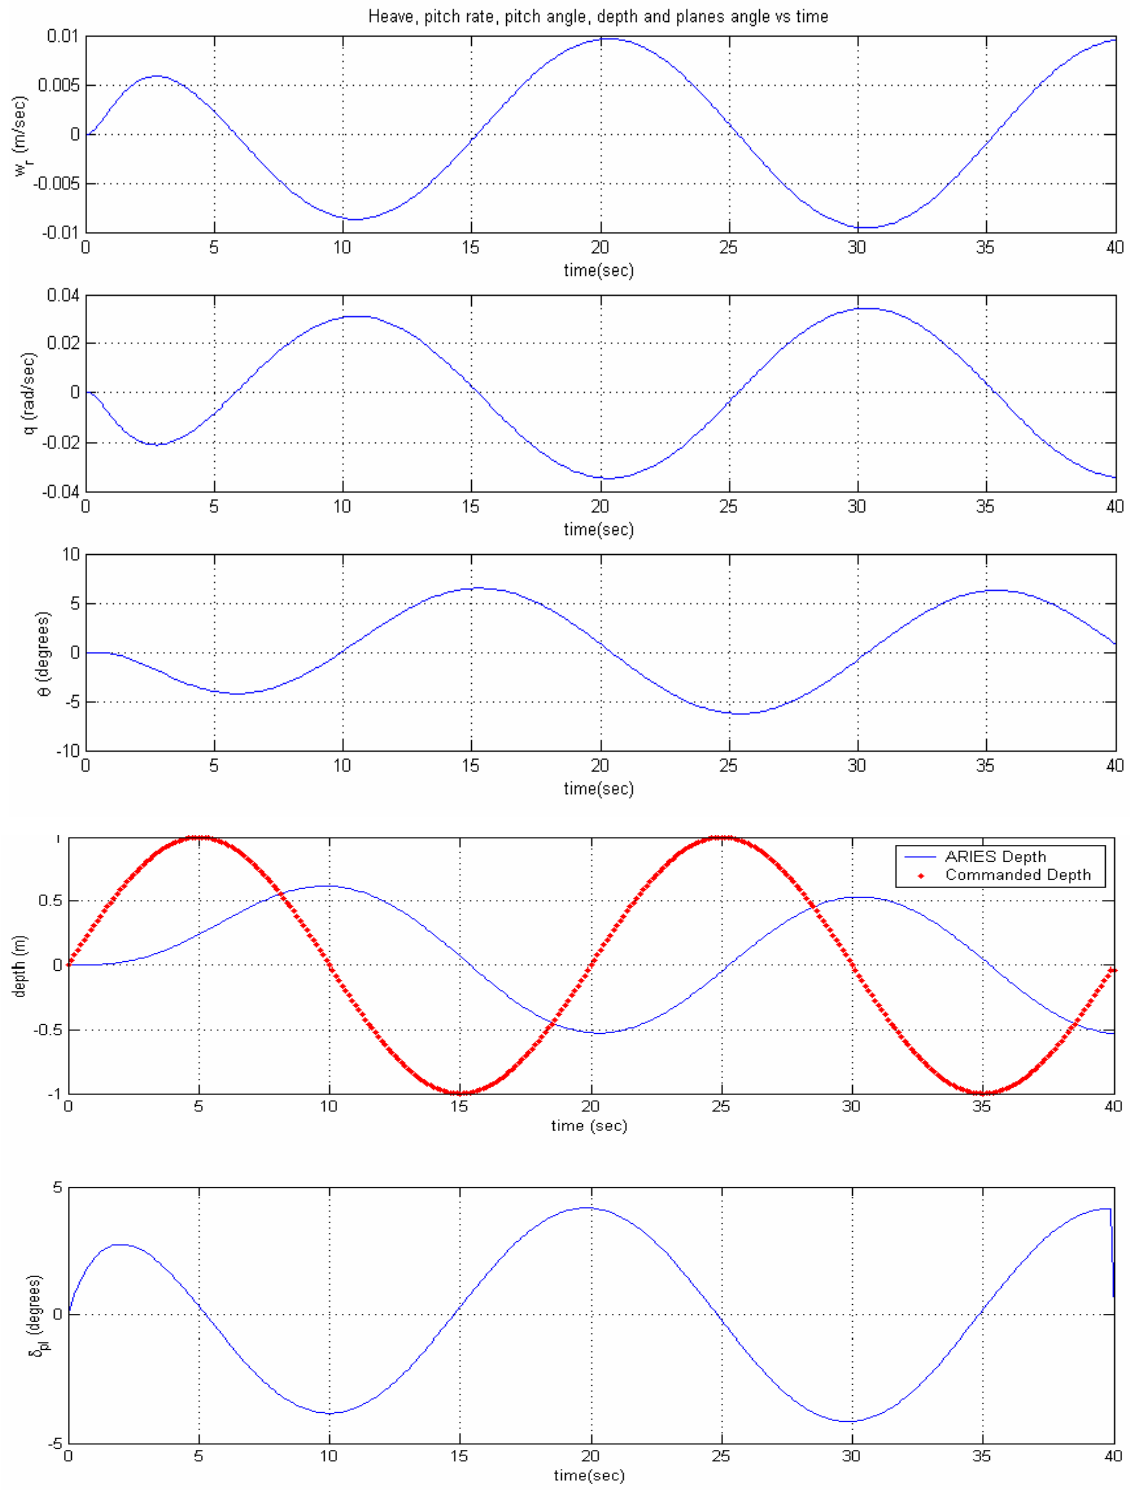 Heave, pitch rate, pitch angle, depth and planes angle vs time
0.01
0.005
0
-0.005
-0.01
w_r (m/sec)
0 5 10 15 20 25 30 35 40
time(sec)
0.04
0.02
0
-0.02
-0.04
q (rad/sec)
0 5 10 15 20 25 30 35 40
time(sec)
10
5
0
-5
-10
θ (degrees)
0 5 10 15 20 25 30 35 40
time(sec)
1
0.5
0
-0.5
-1
depth (m)
ARIES Depth
Commanded Depth
0 5 10 15 20 25 30 35 40
time (sec)
5
0
-5
δ_pl (degrees)
0 5 10 15 20 25 30 35 40
time(sec)